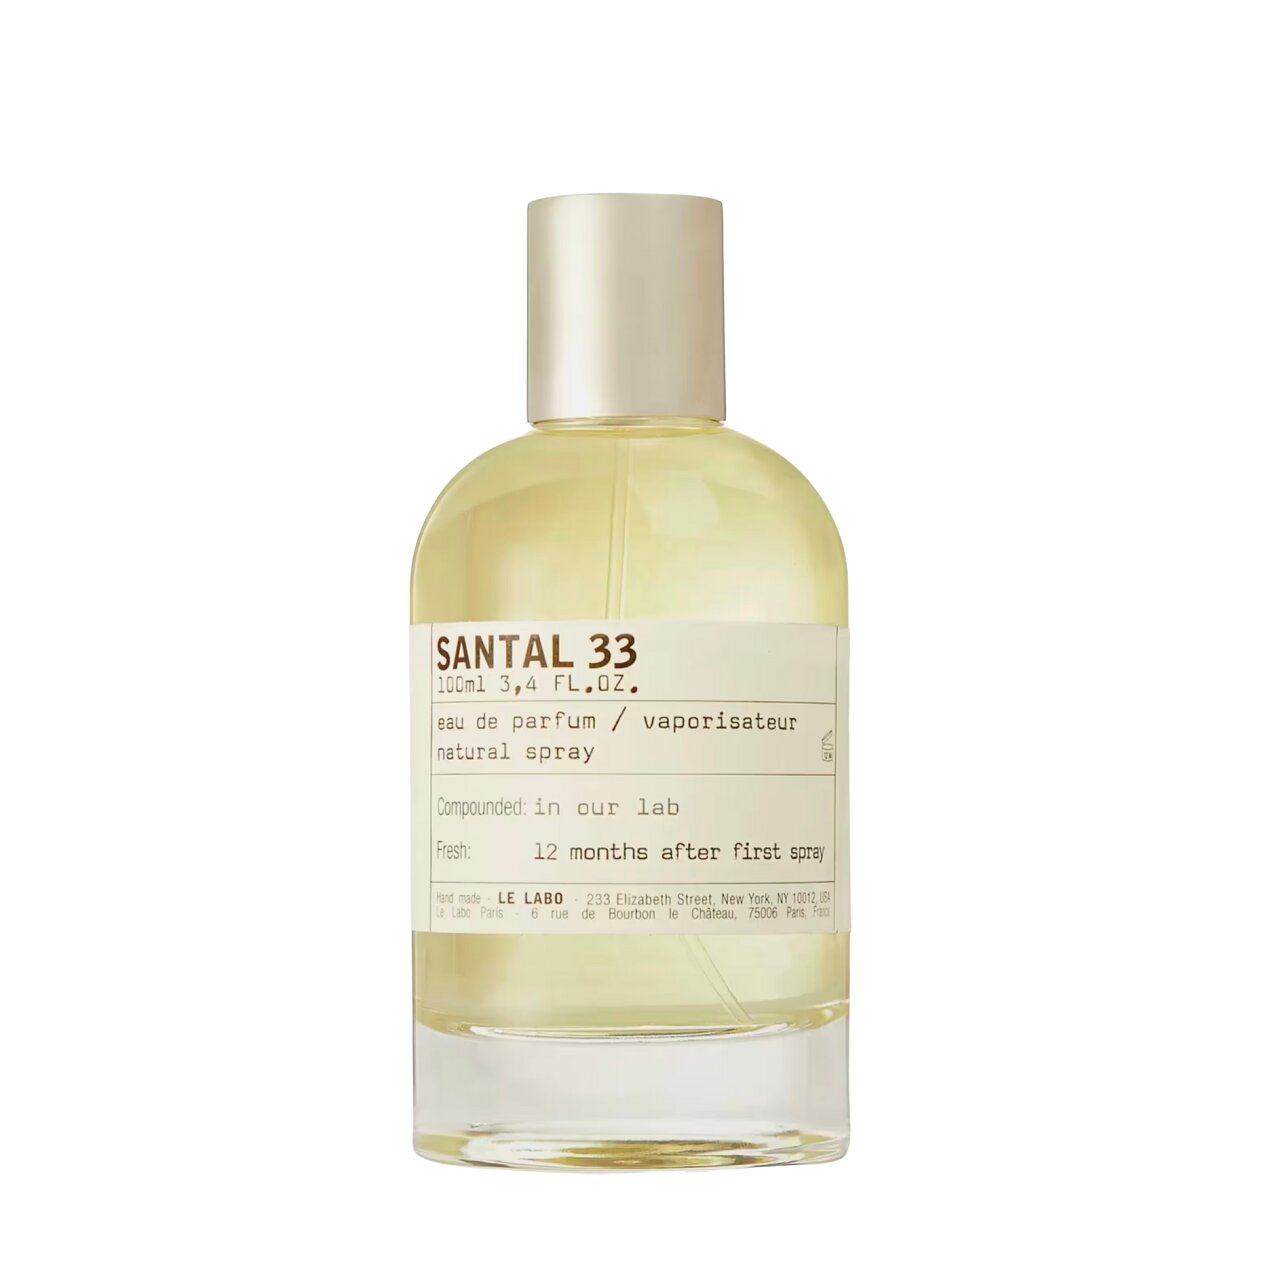 SANTAL 33
100ml 3,4 FL.OZ.
eau de parfum / vaporisateur
natural spray
12 M
Compounded: in our lab
Fresh: 12 months after first spray
Hand made - LE LABO - 233 Elizabeth Street, New York, NY 10012, USA
Le Labo Paris - 6 rue de Bourbon le Château, 75006 Paris, France